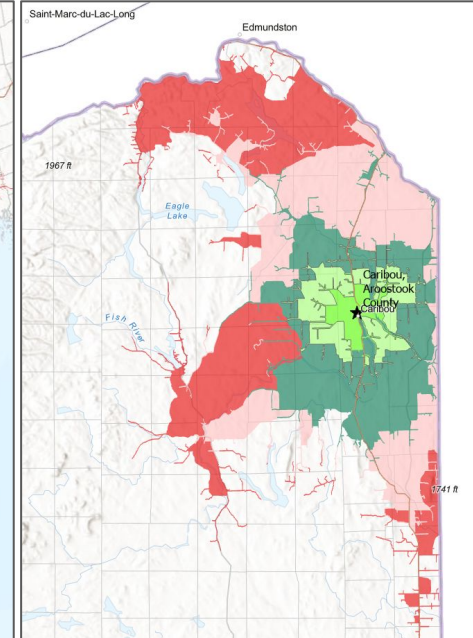 Saint-Marc-du-Lac-Long
Edmundston
1967 ft
Eagle
Lake
Caribou,
Aroostook
County
Caribou
Fish River
1741 ft